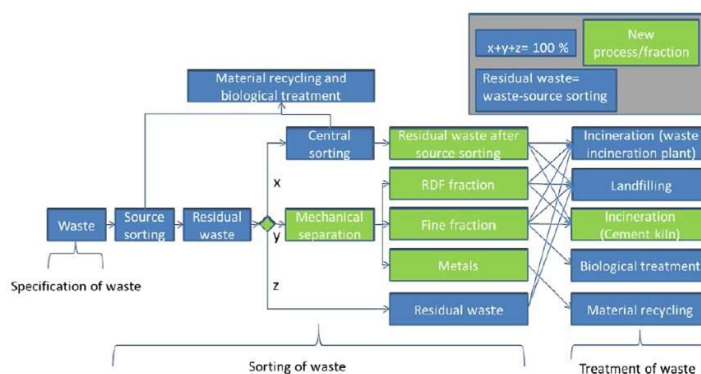 x+y+z= 100 %
New
process/fraction
Residual waste=
waste-source sorting
Material recycling and
biological treatment
Central
sorting
Residual waste after
source sorting
Incineration (waste
incineration plant)
x
RDF fraction
Landfilling
Waste
Source
sorting
Residual
waste
Mechanical
separation
y
Fine fraction
Incineration
(Cement kiln)
Metals
Biological treatment
z
Residual waste
Material recycling
Specification of waste
Sorting of waste
Treatment of waste